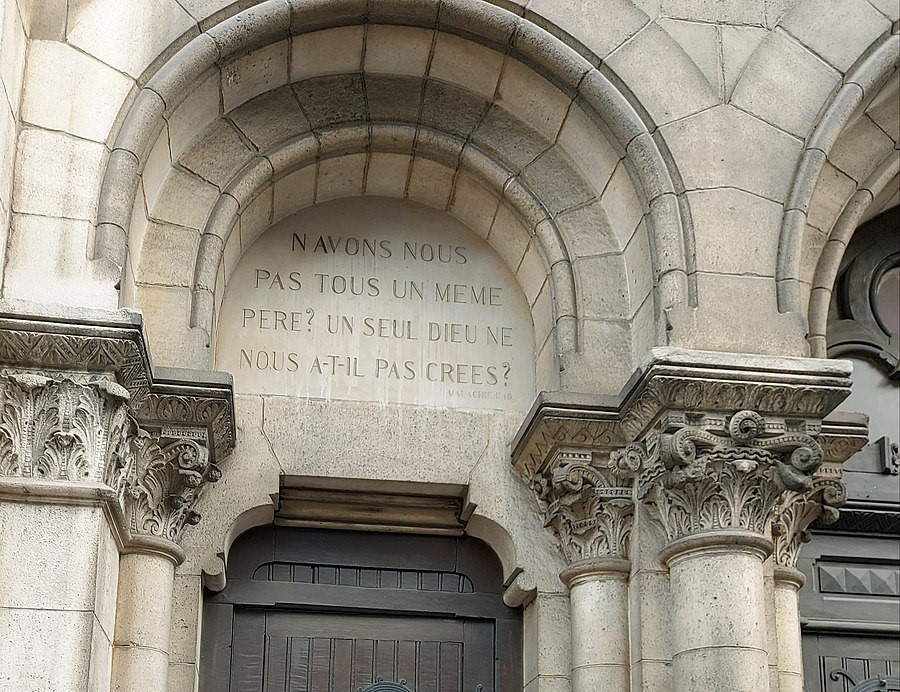 N AVONS NOUS
PAS TOUS UN MEME
PERE? UN SEUL DIEU NE
NOUS A-T-IL PAS CREES?